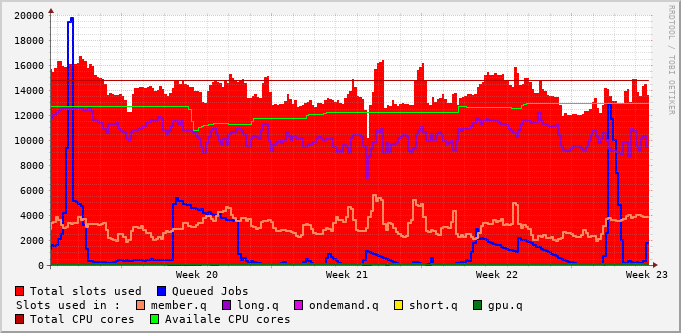 20000
18000
16000
14000
12000
10000
8000
6000
4000
2000
0
Week 20 Week 21 Week 22 Week 23
RRDTOOL / TOBI OETIKER
Total slots used Queued Jobs
Slots used in : member.q long.q ondemand.q short.q gpu.q
Total CPU cores Availale CPU cores